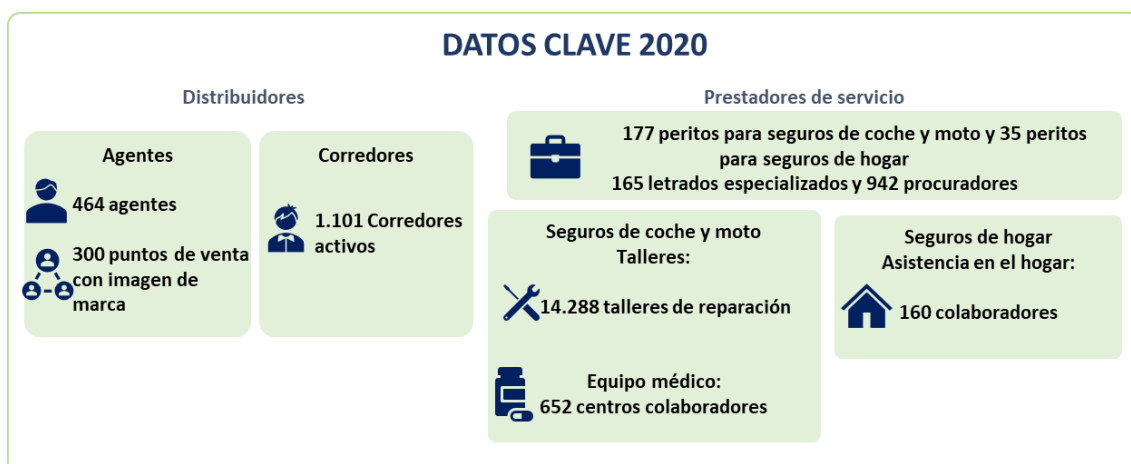 DATOS CLAVE 2020
Distribuidores
Agentes
464 agentes
300 puntos de venta
con imagen de
marca
Corredores
1.101 Corredores
activos
Prestadores de servicio
177 peritos para seguros de coche y moto y 35 peritos
para seguros de hogar
165 letrados especializados y 942 procuradores
Seguros de coche y moto
Talleres:
14.288 talleres de reparación
Equipo médico:
652 centros colaboradores
Seguros de hogar
Asistencia en el hogar:
160 colaboradores